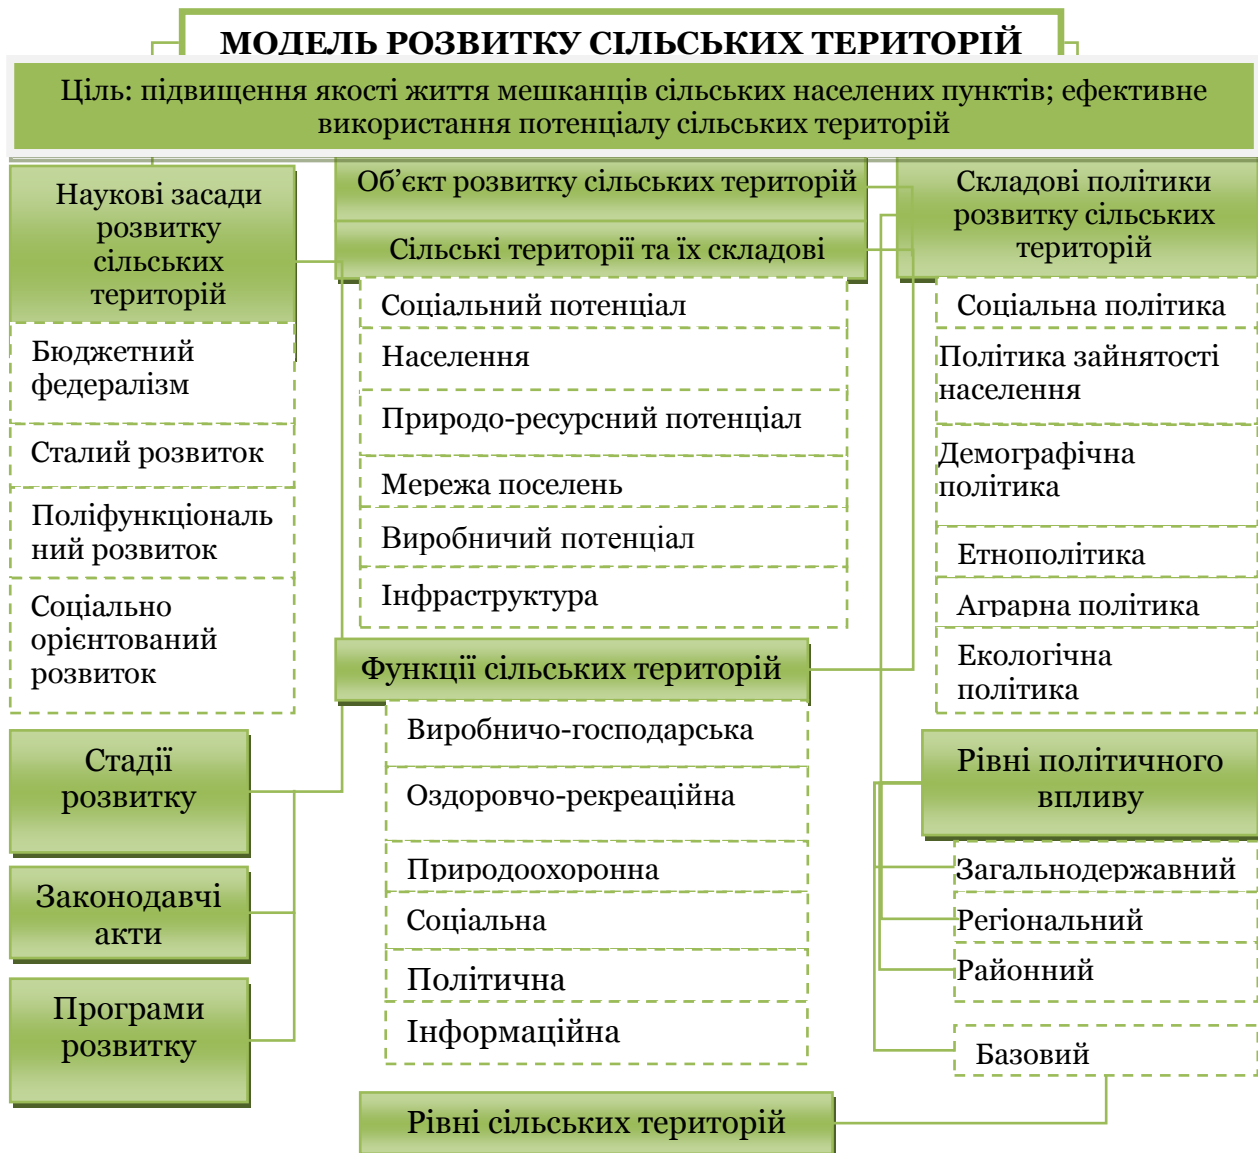 МОДЕЛЬ РОЗВИТКУ СІЛЬСЬКИХ ТЕРИТОРІЙ
Ціль: підвищення якості життя мешканців сільських населених пунктів; ефективне
використання потенціалу сільських територій
Наукові засади
розвитку
сільських
територій
Бюджетний
федералізм
Сталий розвиток
Поліфункціональ
ний розвиток
Соціально
орієнтований
розвиток
Стадії
розвитку
Законодавчі
акти
Програми
розвитку
Об’єкт розвитку сільських територій
Сільські території та їх складові
Соціальний потенціал
Населення
Природо-ресурсний потенціал
Мережа поселень
Виробничий потенціал
Інфраструктура
Функції сільських територій
Виробничо-господарська
Оздоровчо-рекреаційна
Природоохоронна
Соціальна
Політична
Інформаційна
Рівні сільських територій
Складові політики
розвитку сільських
територій
Соціальна політика
Політика зайнятості
населення
Демографічна
політика
Етнополітика
Аграрна політика
Екологічна
політика
Рівні політичного
впливу
Загальнодержавний
Регіональний
Районний
Базовий